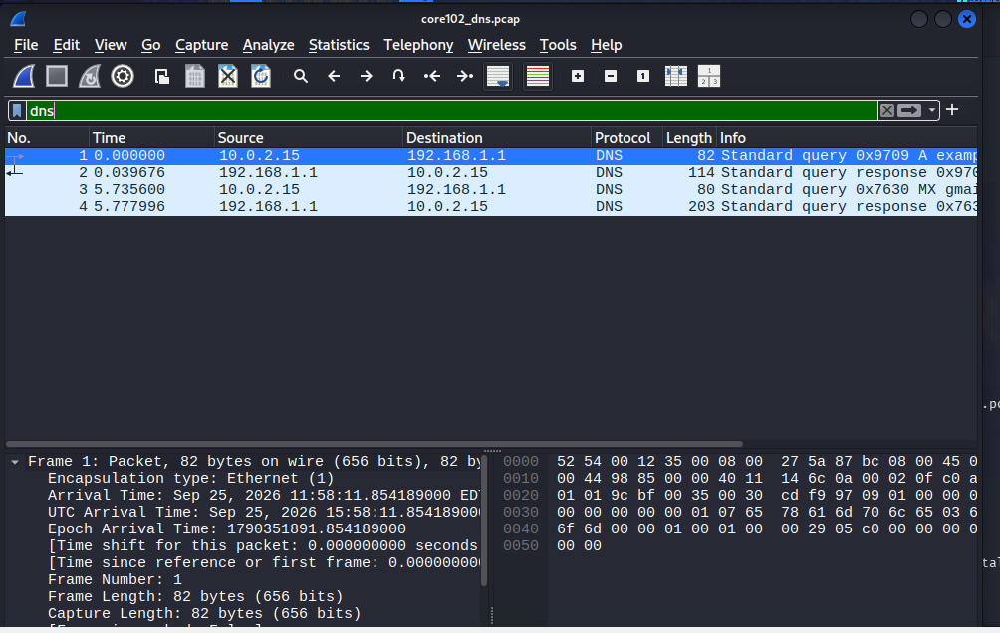 core102_dns.pcap
File Edit View Go Capture Analyze Statistics Telephony Wireless Tools Help
dns
No. Time Source Destination Protocol Length Info
1 0.000000 10.0.2.15 192.168.1.1 DNS 82 Standard query 0x9709 A examp
2 0.039676 192.168.1.1 10.0.2.15 DNS 114 Standard query response 0x970
3 5.735600 10.0.2.15 192.168.1.1 DNS 80 Standard query 0x7630 MX gmai
4 5.777996 192.168.1.1 10.0.2.15 DNS 203 Standard query response 0x763
.pc
Frame 1: Packet, 82 bytes on wire (656 bits), 82 by
Encapsulation type: Ethernet (1)
Arrival Time: Sep 25, 2026 11:58:11.854189000 EDT
UTC Arrival Time: Sep 25, 2026 15:58:11.854189000
Epoch Arrival Time: 1790351891.854189000
[Time shift for this packet: 0.000000000 seconds
[Time since reference or first frame: 0.000000000
Frame Number: 1
Frame Length: 82 bytes (656 bits)
Capture Length: 82 bytes (656 bits)
0000 52 54 00 12 35 00 08 00 27 5a 87 bc 08 00 45 0
0010 00 44 98 85 00 00 40 11 14 6c 0a 00 02 0f c0 a
0020 01 01 9c bf 00 35 00 30 cd f9 97 09 01 00 00 0
0030 00 00 00 00 00 01 07 65 78 61 6d 70 6c 65 03 6
0040 6f 6d 00 00 01 00 01 00 00 29 05 c0 00 00 00 0
0050 00 00
tal